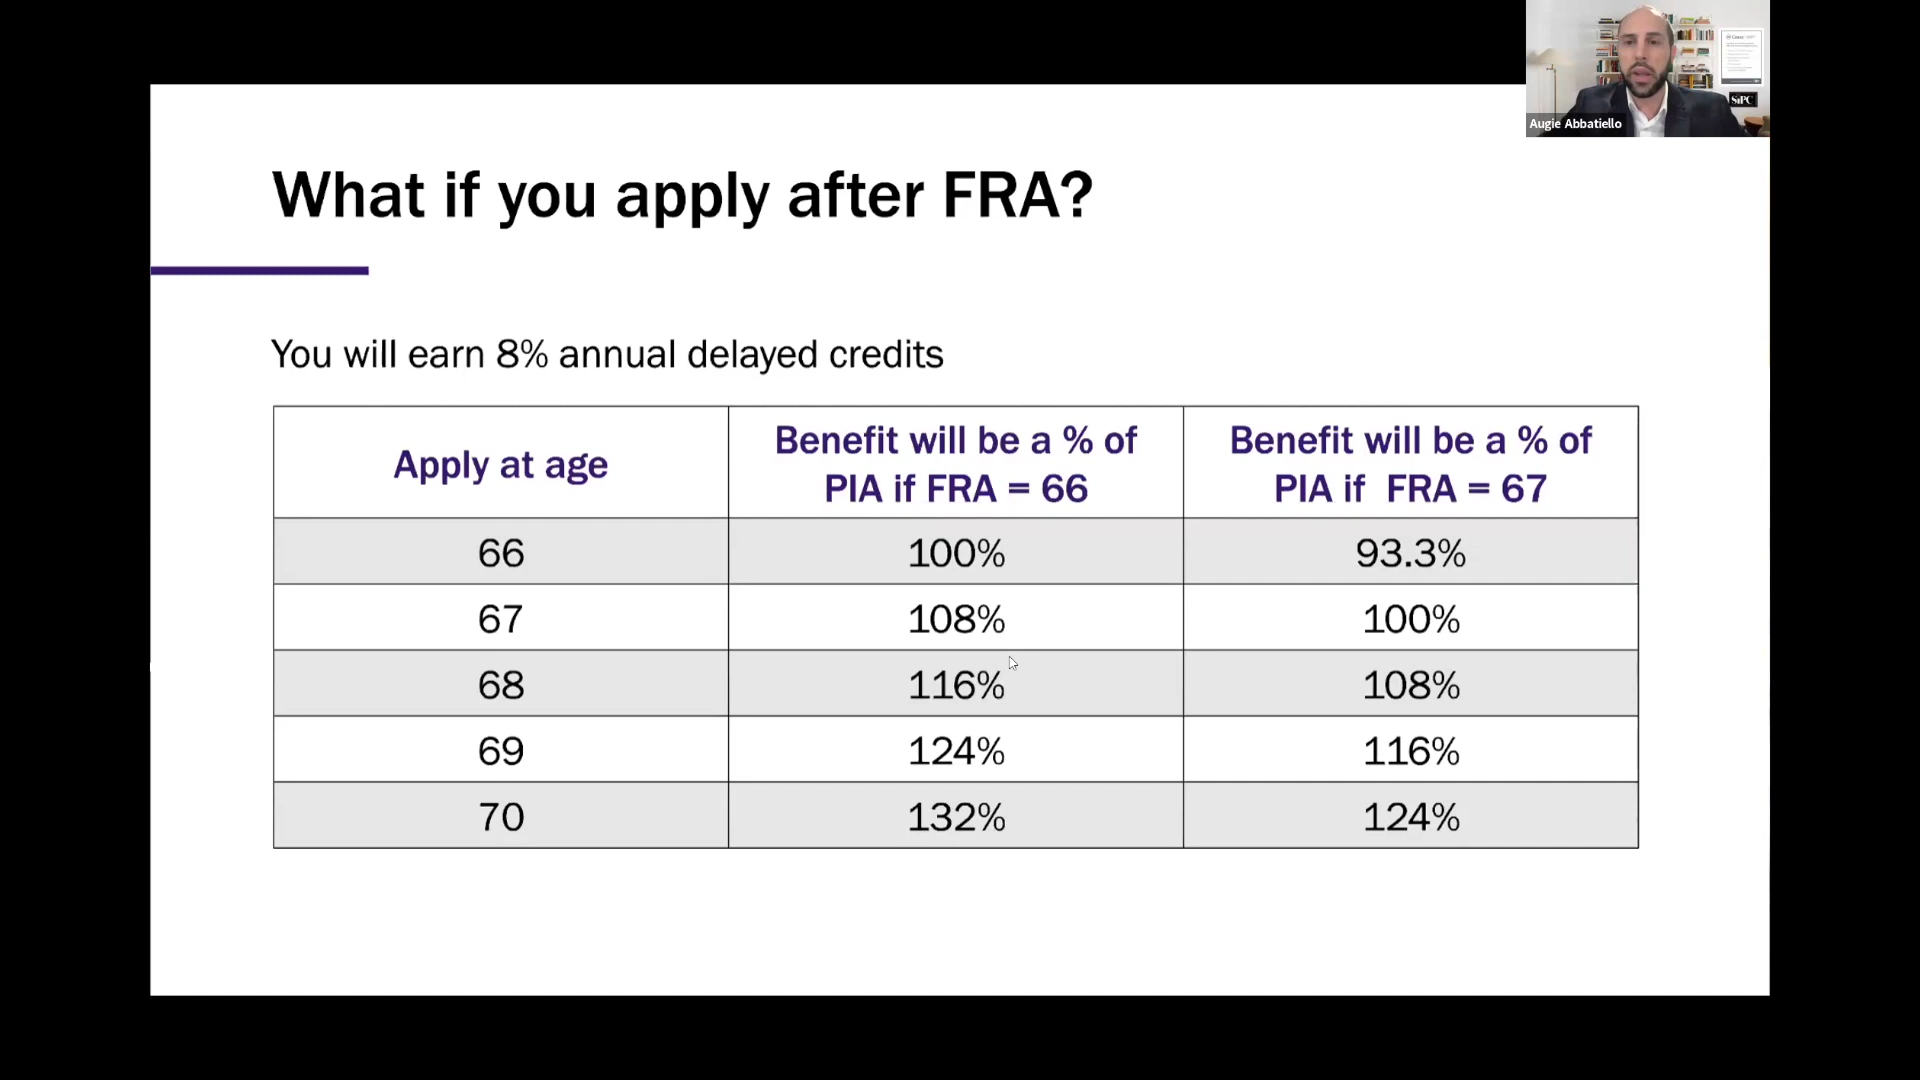 What if you apply after FRA?
You will earn 8% annual delayed credits
Apply at age
Benefit will be a % of
PIA if FRA = 66
Benefit will be a % of
PIA if  FRA = 67
66
100%
93.3%
67
108%
100%
68
116%
108%
69
124%
116%
70
132%
124%
SIPC
Augie Abbatiello